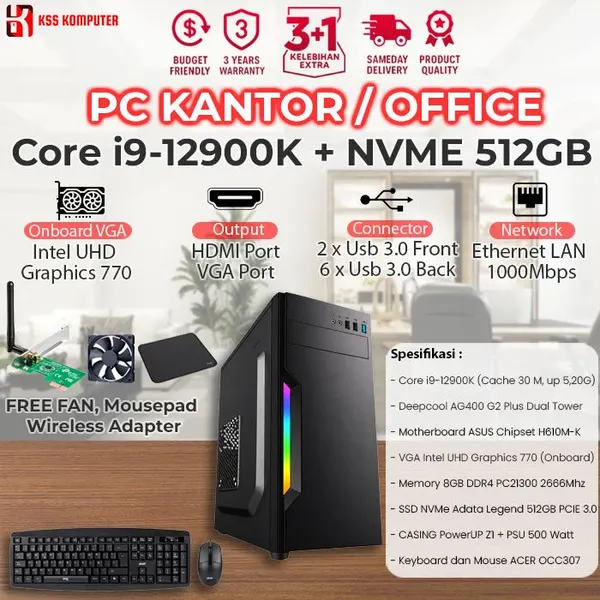 KSS KOMPUTER
BUDGET
FRIENDLY
3
3 YEARS
WARRANTY
3+1
KELEBIHAN
EXTRA
SAMEDAY
DELIVERY
PRODUCT
QUALITY
PC KANTOR / OFFICE
Core i9-12900K + NVME 512GB
Onboard VGA
Intel UHD
Graphics 770
Output
HDMI Port
VGA Port
Connector
2 x Usb 3.0 Front
6 x Usb 3.0 Back
Network
Ethernet LAN
1000Mbps
FREE FAN, Mousepad
Wireless Adapter
Spesifikasi :
- Core i9-12900K (Cache 30 M, up 5,20G)
- Deepcool AG400 G2 Plus Dual Tower
- Motherboard ASUS Chipset H610M-K
- VGA Intel UHD Graphics 770 (Onboard)
- Memory 8GB DDR4 PC21300 2666Mhz
- SSD NVMe Adata Legend 512GB PCIE 3.0
- CASING PowerUP Z1 + PSU 500 Watt
- Keyboard dan Mouse ACER OCC307